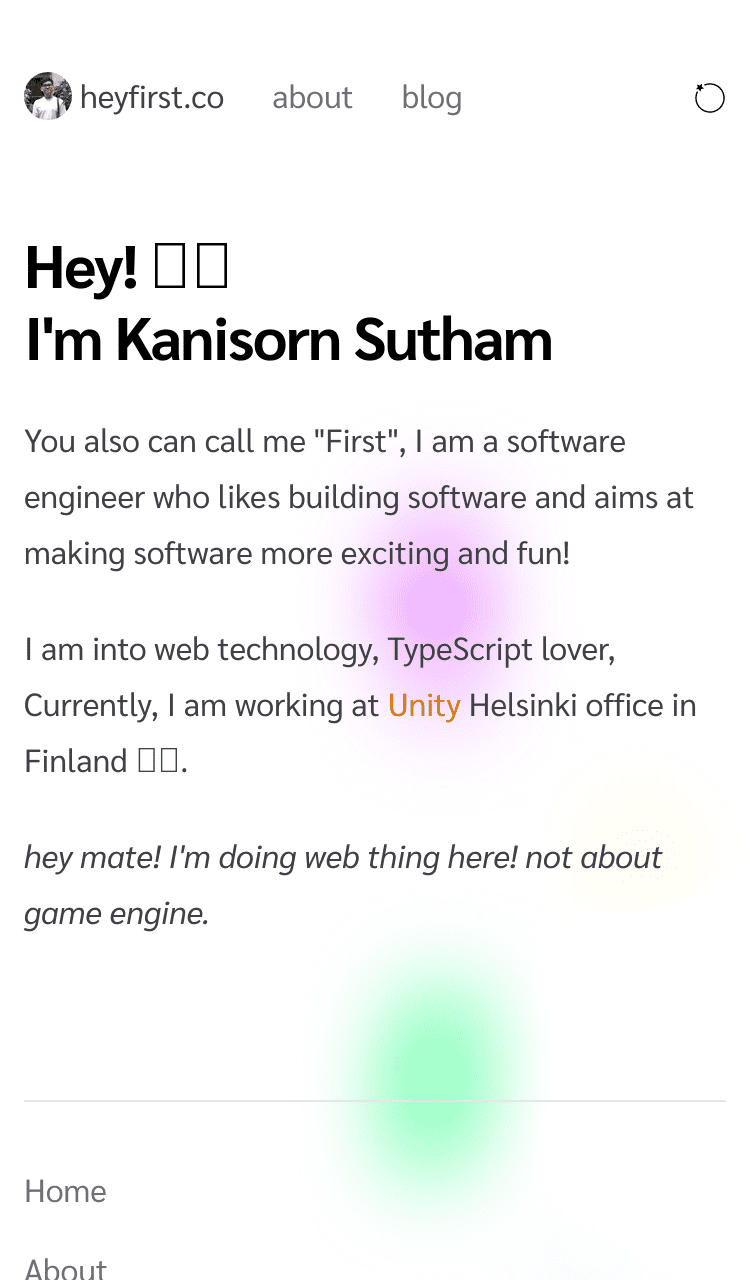 heyfirst.co about blog
Hey!
I'm Kanisorn Sutham
You also can call me "First", I am a software
engineer who likes building software and aims at
making software more exciting and fun!
I am into web technology, TypeScript lover,
Currently, I am working at Unity Helsinki office in
Finland .
hey mate! I'm doing web thing here! not about
game engine.
Home
About